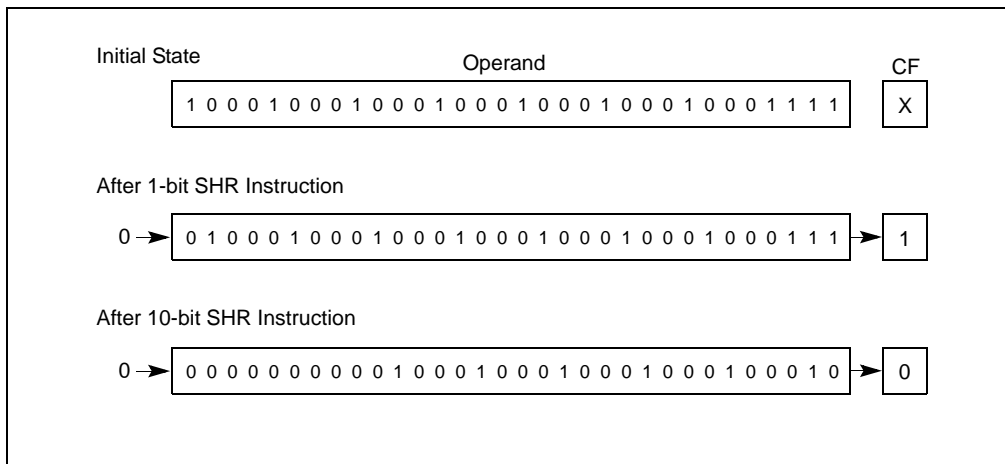 Initial State
Operand
CF
1 0 0 0 1 0 0 0 1 0 0 0 1 0 0 0 1 0 0 0 1 0 0 0 1 0 0 0 1 1 1 1
X
After 1-bit SHR Instruction
0
0 1 0 0 0 1 0 0 0 1 0 0 0 1 0 0 0 1 0 0 0 1 0 0 0 1 0 0 0 1 1 1
1
After 10-bit SHR Instruction
0
0 0 0 0 0 0 0 0 0 0 1 0 0 0 1 0 0 0 1 0 0 0 1 0 0 0 1 0 0 0 1 0
0